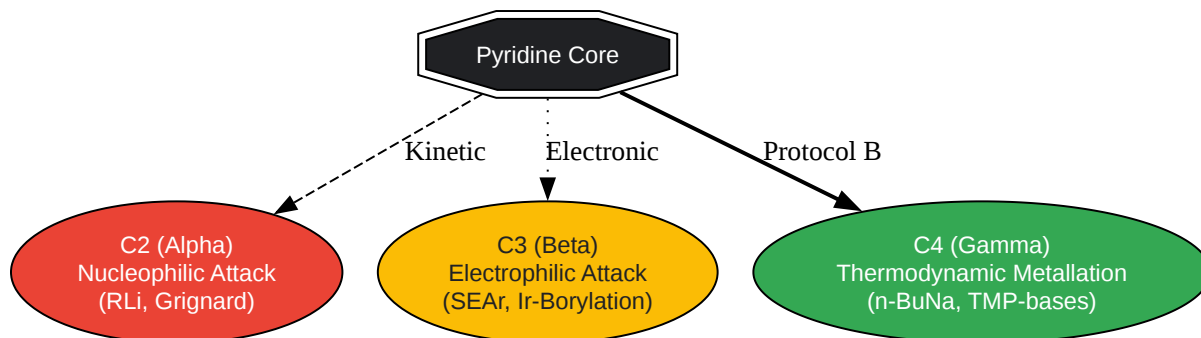 Pyridine Core
Kinetic
Electronic
Protocol B
C2 (Alpha)
Nucleophilic Attack
(RLi, Grignard)
C3 (Beta)
Electrophilic Attack
(SEAr, Ir-Borylation)
C4 (Gamma)
Thermodynamic Metallation
(n-BuNa, TMP-bases)